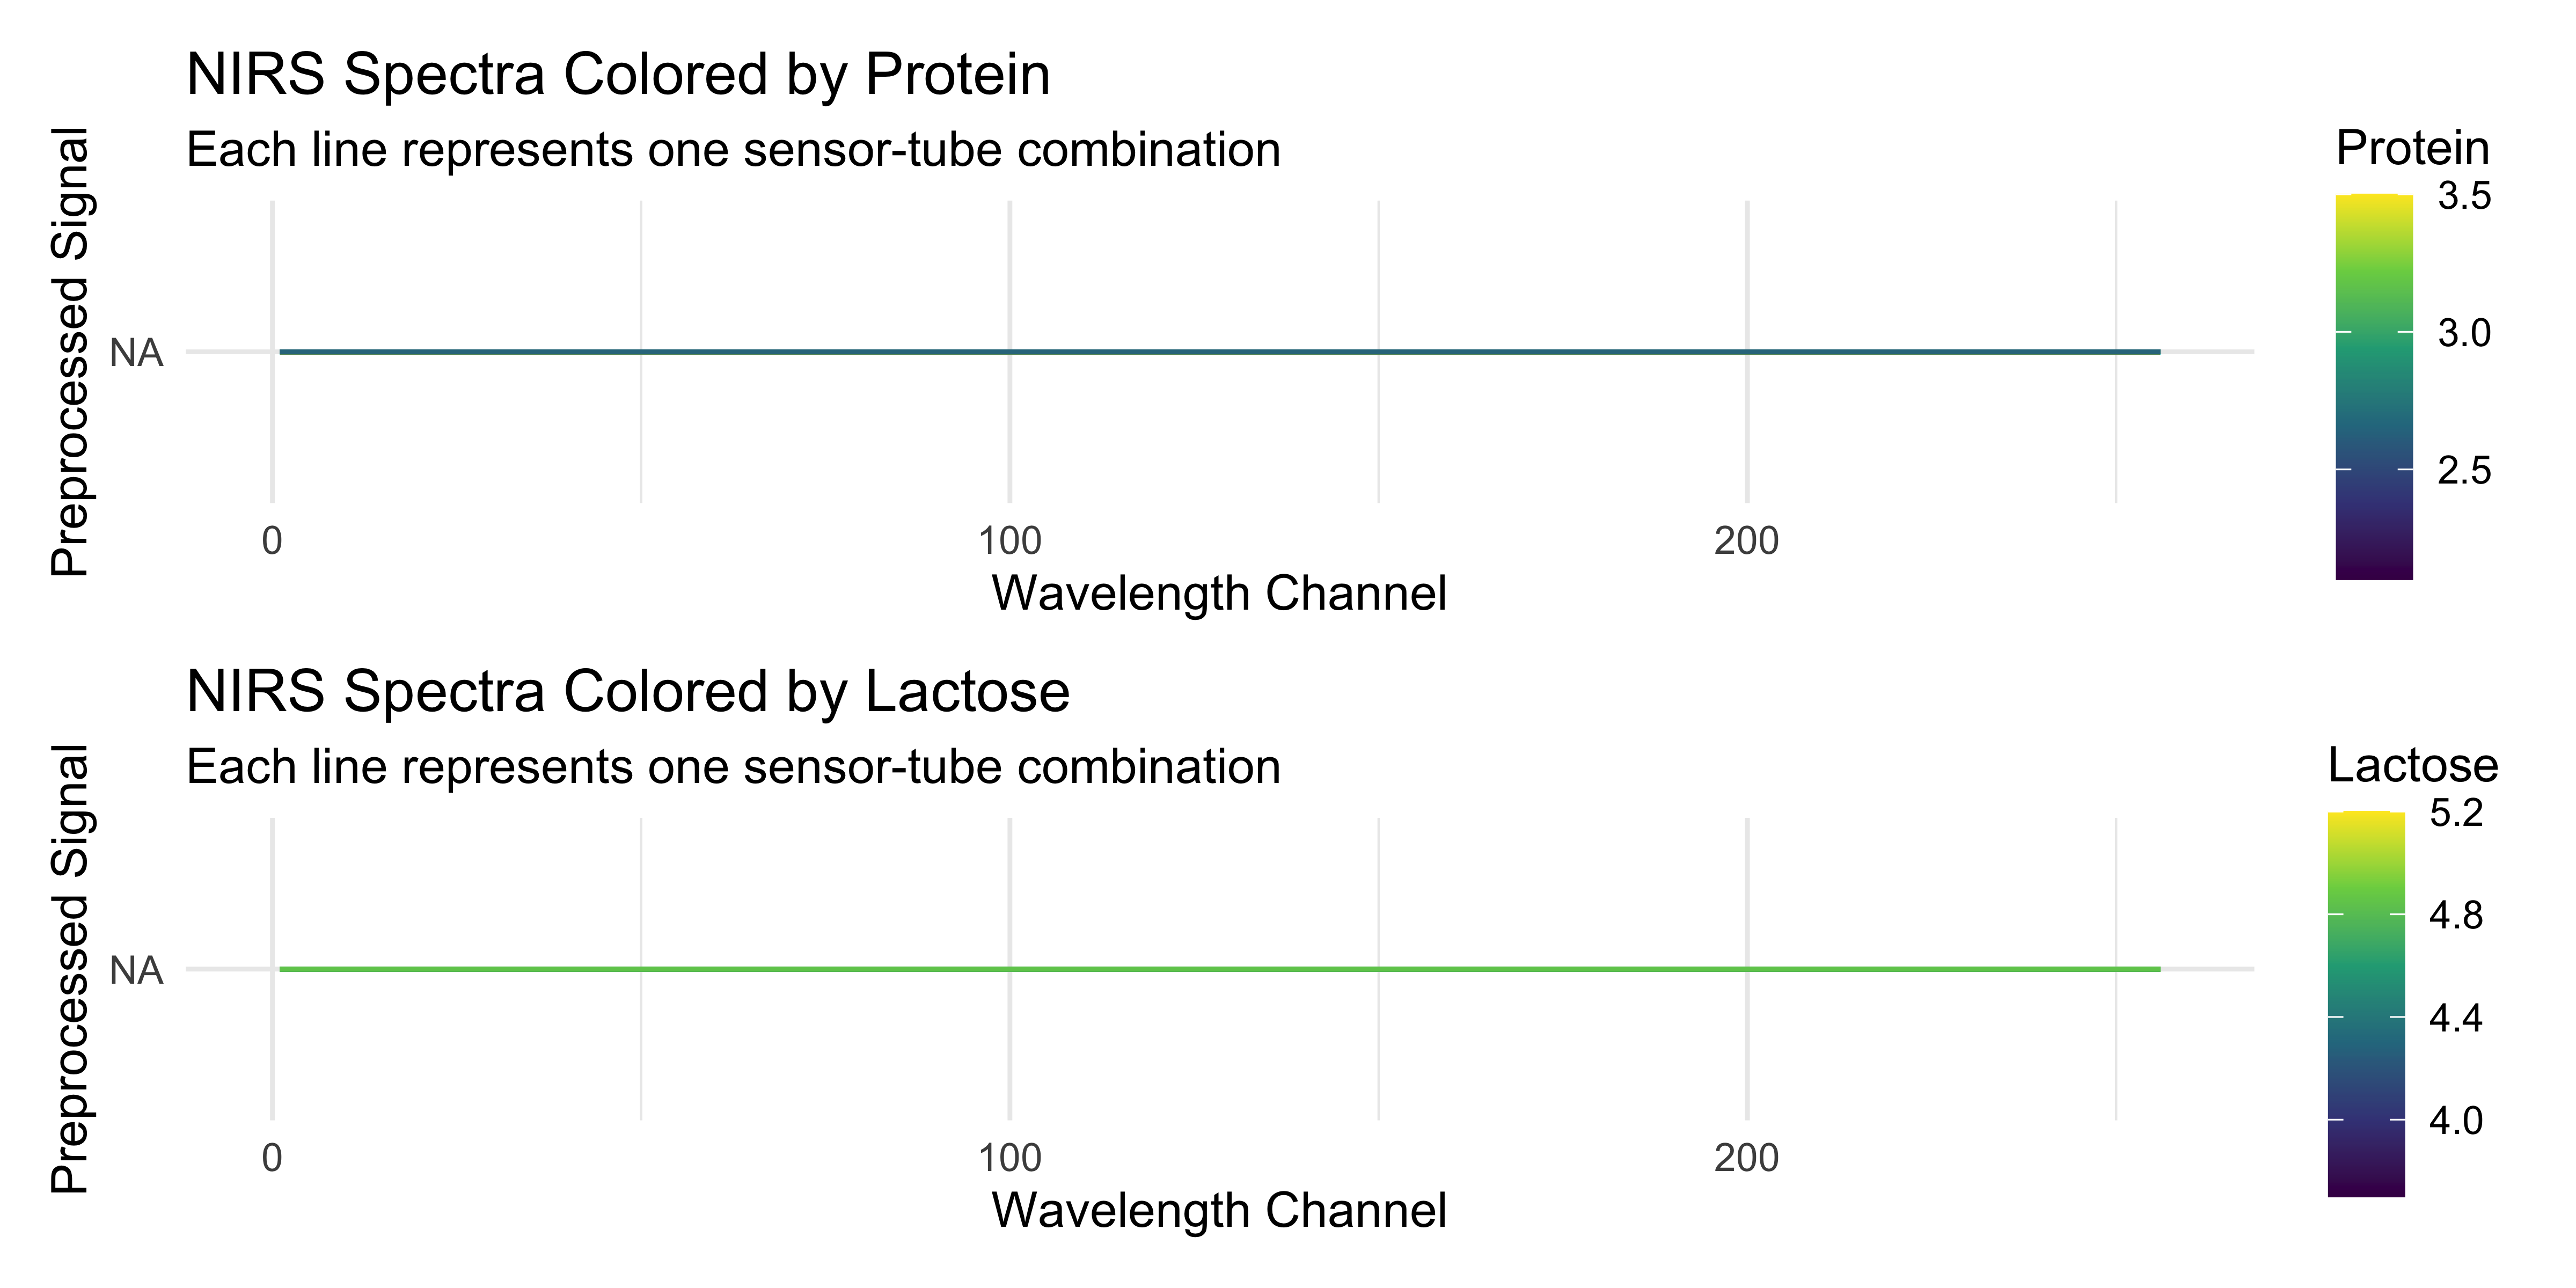 NIRS Spectra Colored by Protein
Each line represents one sensor-tube combination
Preprocessed Signal
NA
0
100
200
Wavelength Channel
Protein
3.5
3.0
2.5
NIRS Spectra Colored by Lactose
Each line represents one sensor-tube combination
Preprocessed Signal
NA
0
100
200
Wavelength Channel
Lactose
5.2
4.8
4.4
4.0